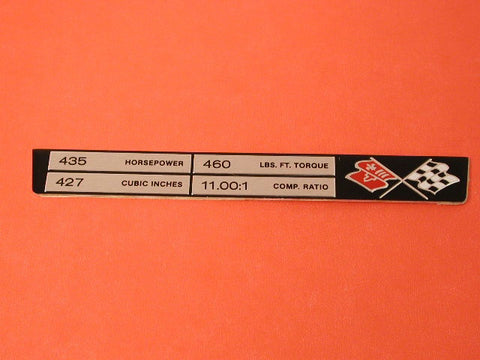 435 HORSEPOWER 460 LBS. FT. TORQUE
427 CUBIC INCHES 11.00:1 COMP. RATIO